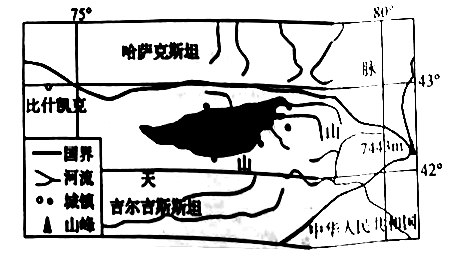 75° 80°
哈萨克斯坦
脉
43°
比什凯克
山
7443m
山
42°
国界
天
河流
吉尔吉斯斯坦
城镇
中华人民共和国
山峰